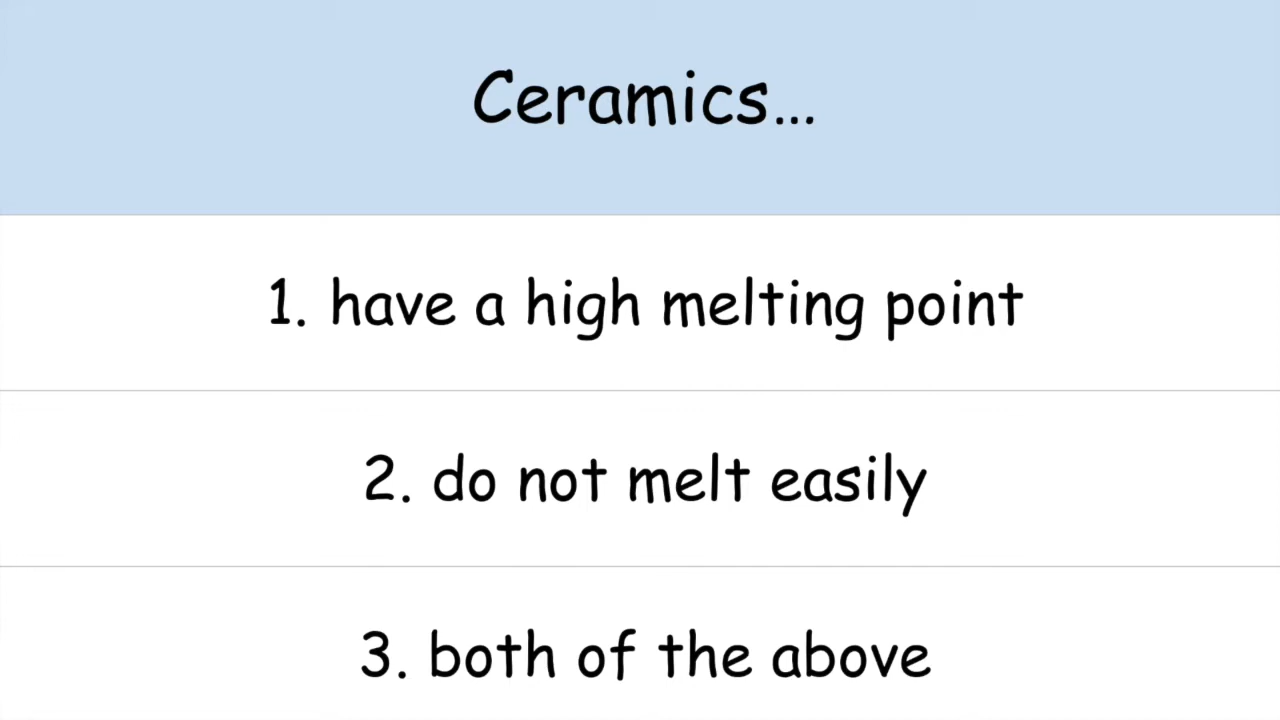 Ceramics...
1. have a high melting point
2. do not melt easily
3. both of the above